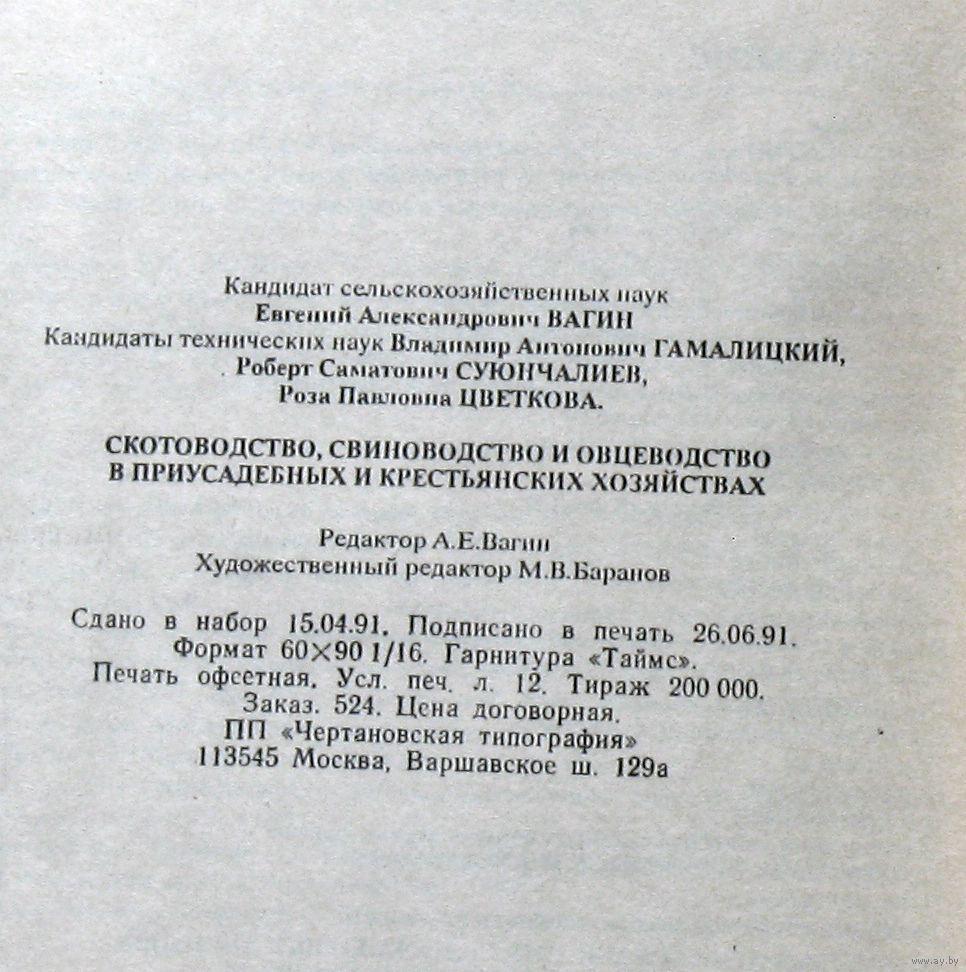 Кандидат сельскохозяйственных наук
Евгений Александрович ВАГИН
Кандидаты технических наук Владимир Антонович ГАМАЛИЦКИЙ,
Роберт Саматович СУЮНЧАЛИЕВ,
Роза Павловна ЦВЕТКОВА.
СКОТОВОДСТВО, СВИНОВОДСТВО И ОВЦЕВОДСТВО
В ПРИУСАДЕБНЫХ И КРЕСТЬЯНСКИХ ХОЗЯЙСТВАХ
Редактор А.Е.Вагин
Художественный редактор М.В.Баранов
Сдано в набор 15.04.91. Подписано в печать 26.06.91.
Формат 60×90 1/16. Гарнитура «Таймс».
Печать офсетная. Усл. печ. л. 12. Тираж 200 000.
Заказ. 524. Цена договорная.
ПП «Чертановская типография»
113545 Москва, Варшавское ш. 129а
www.ay.by